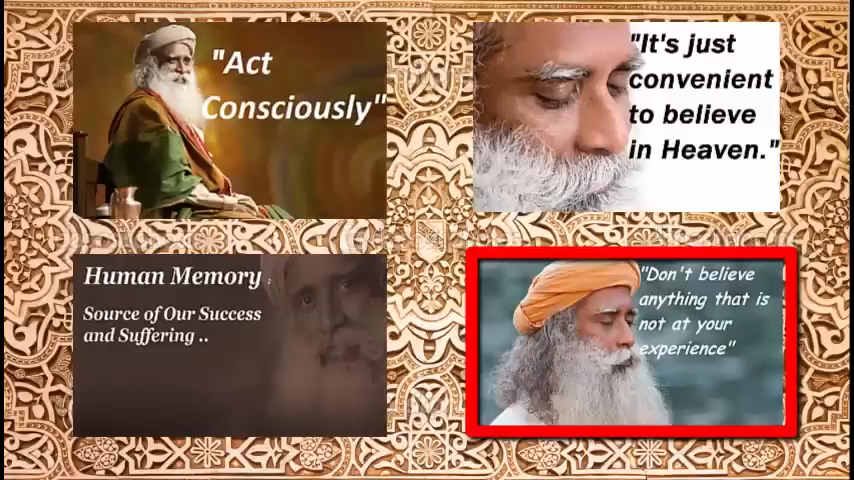 "Act
Consciously"
"It's just
convenient
to believe
in Heaven."
Human Memory
Source of Our Success
and Suffering ..
"Don't believe
anything that is
not at your
experience"